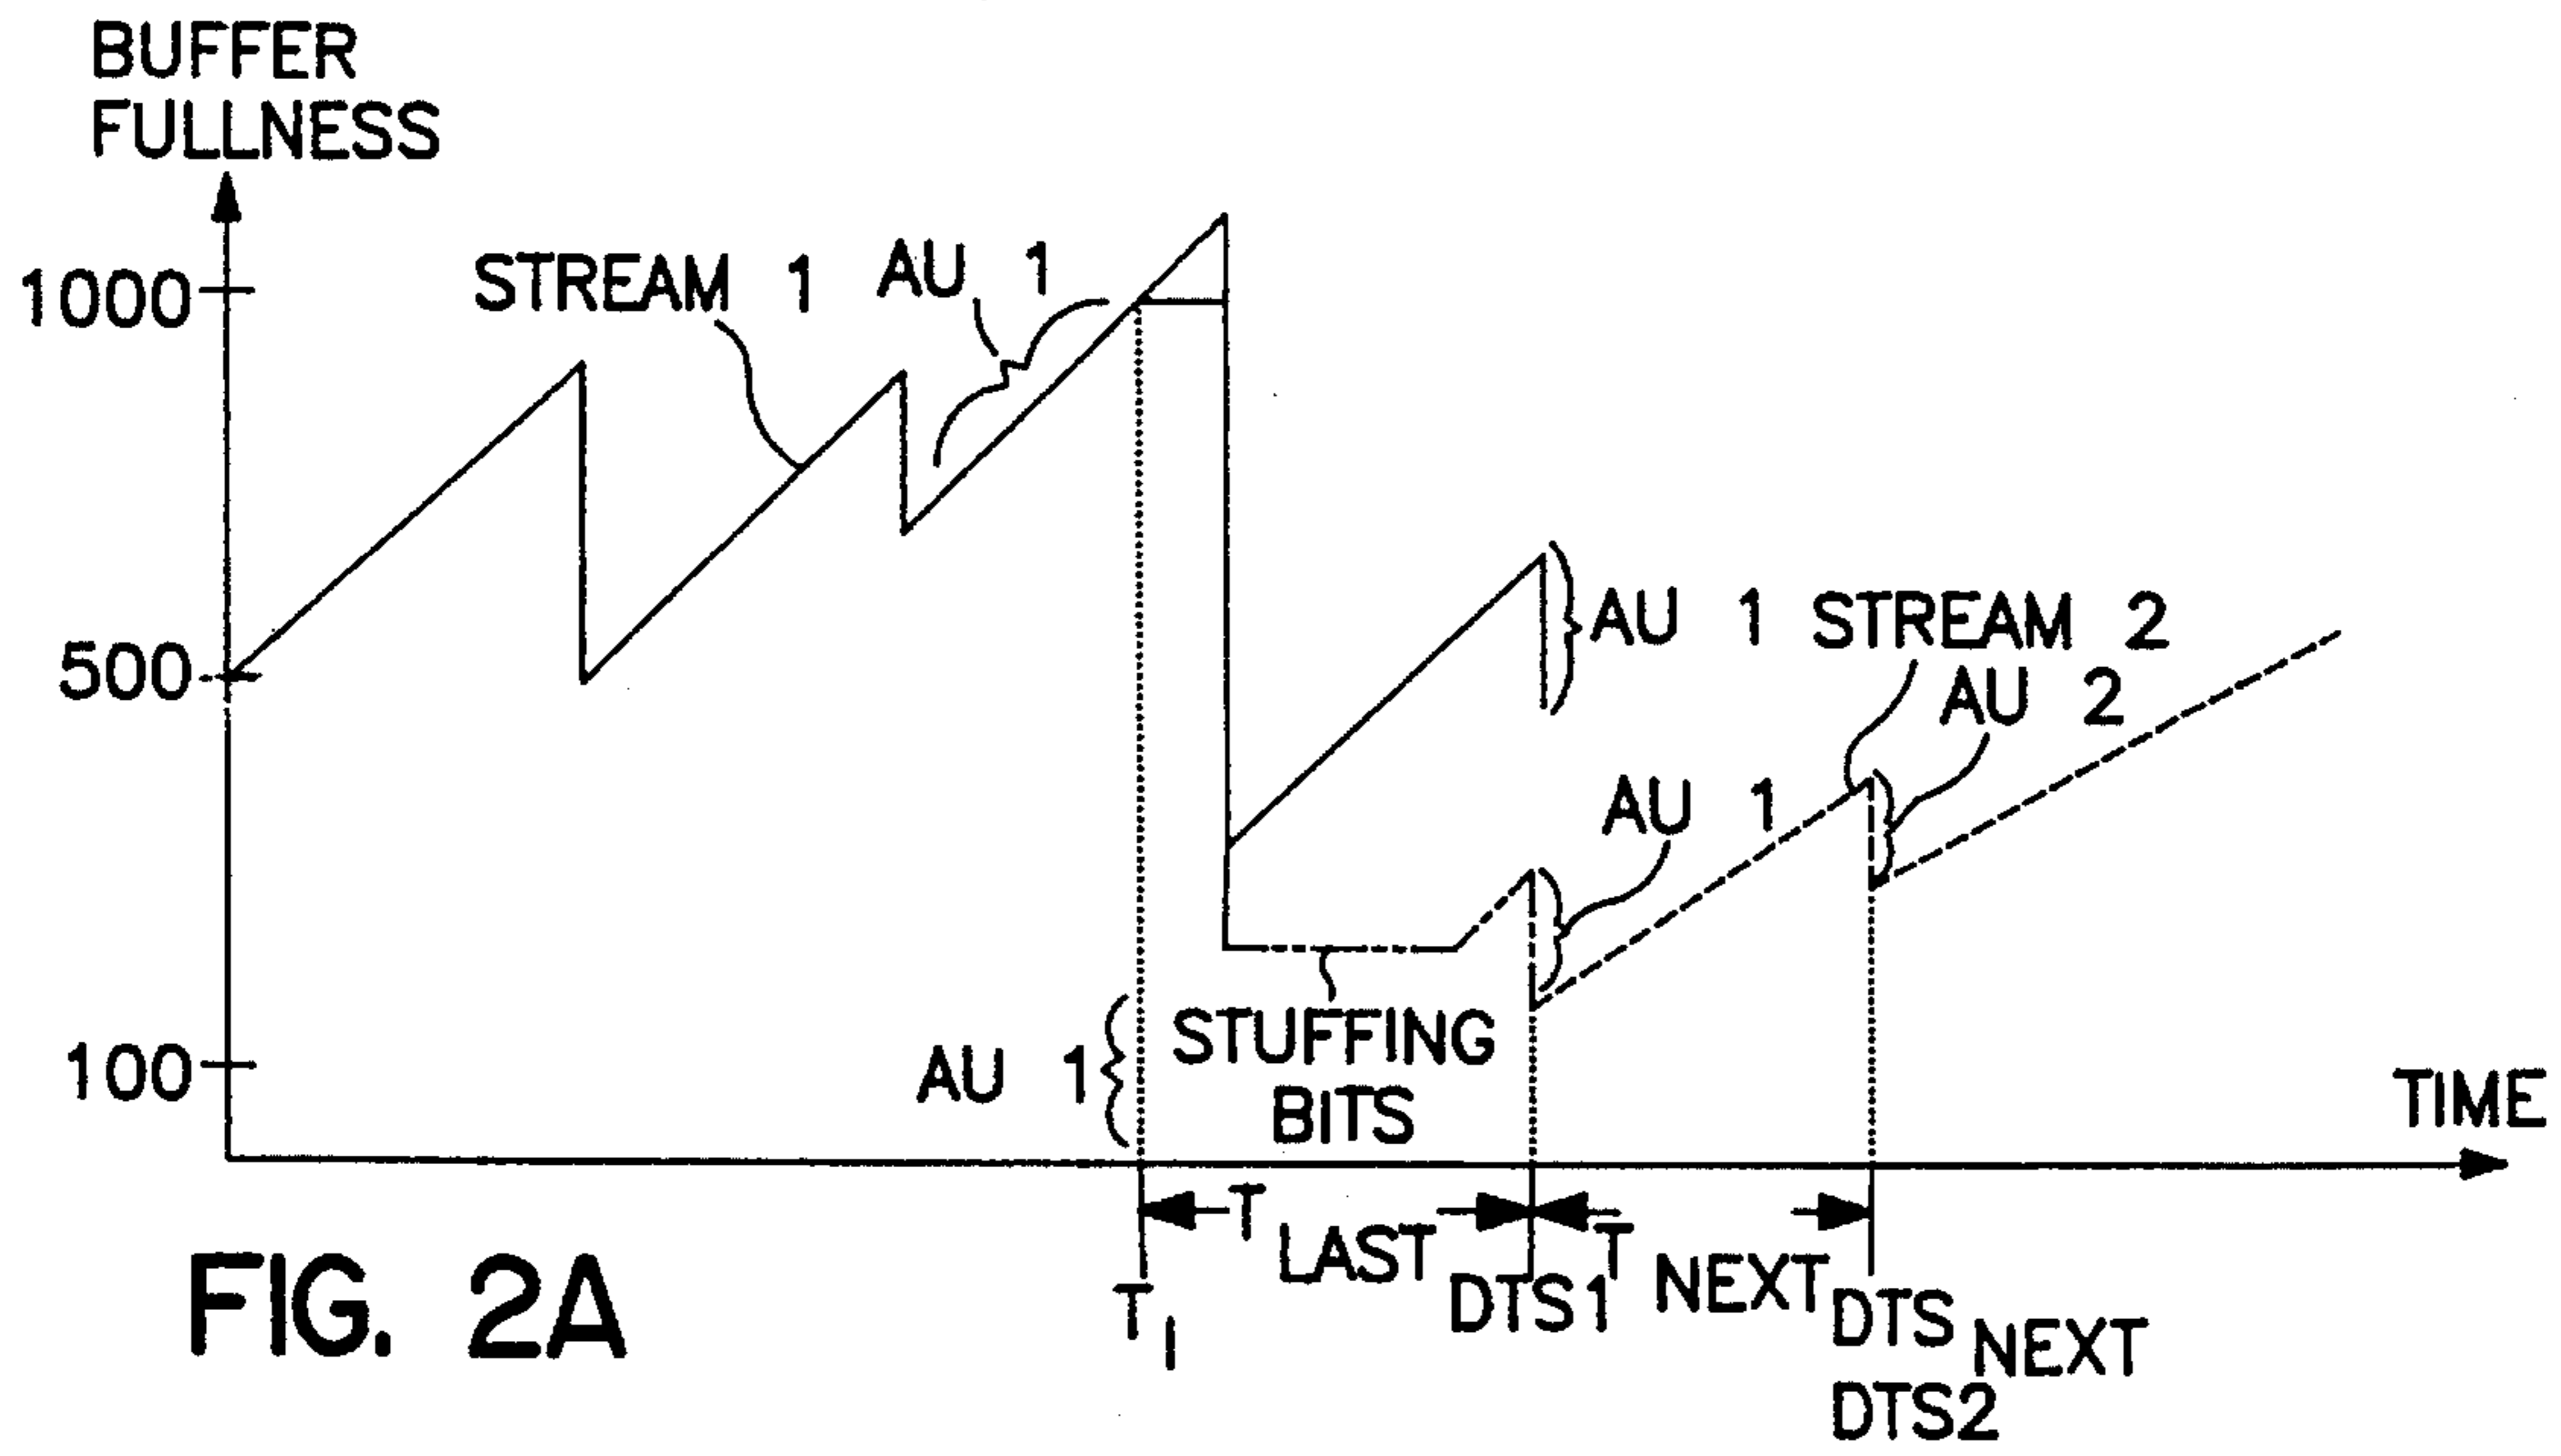 BUFFER
FULLNESS
1000
STREAM 1
AU 1
500
AU 1
STREAM 2
AU 2
AU 1
100
AU 1
STUFFING
BITS
TIME
T LAST
T NEXT
T I
DTS1
DTS NEXT
DTS2
FIG. 2A